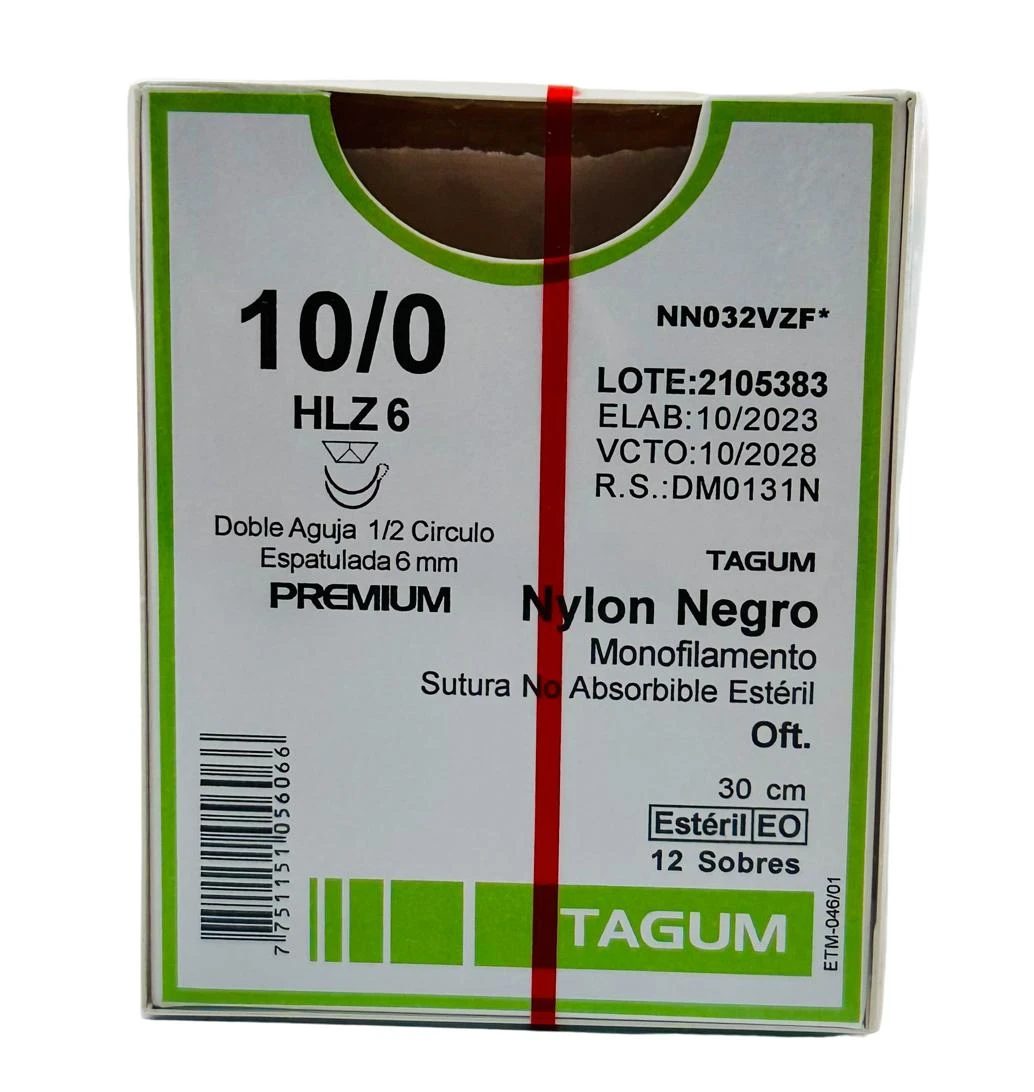 10/0
HLZ 6
Doble Aguja 1/2 Circulo
Espatulada 6 mm
PREMIUM
NN032VZF*
LOTE:2105383
ELAB:10/2023
VCTO:10/2028
R.S.:DM0131N
TAGUM
Nylon Negro
Monofilamento
Sutura No Absorbible Estéril
Oft.
30 cm
Estéril EO
12 Sobres
7751151056066
TAGUM
ETM-046/01